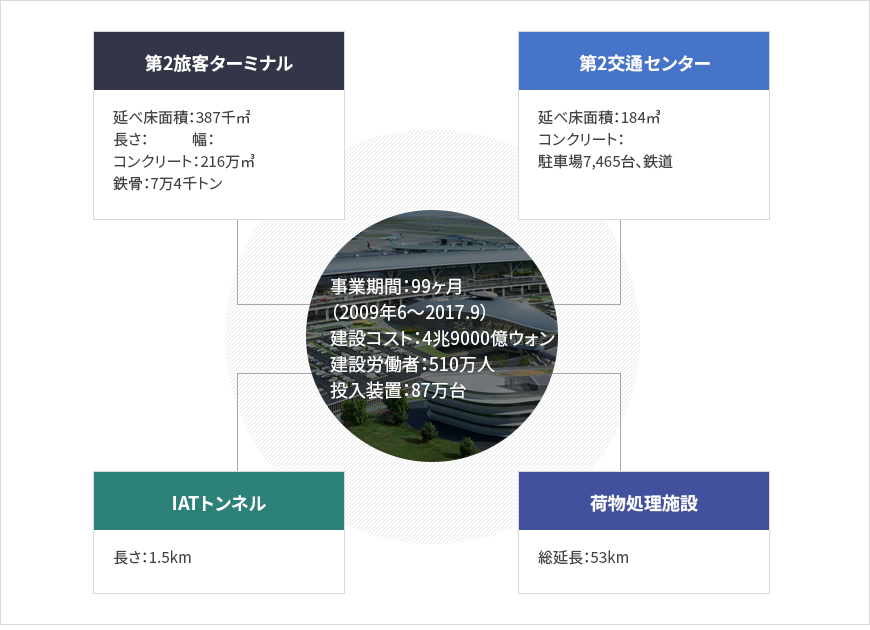 第2旅客ターミナル
延べ床面積：387千㎡
長さ：　　　幅：
コンクリート：216万㎥
鉄骨：7万4千トン
第2交通センター
延べ床面積：184㎥
コンクリート：
駐車場7,465台、鉄道
事業期間：99ヶ月
（2009年6～2017.9）
建設コスト：4兆9000億ウォン
建設労働者：510万人
投入装置：87万台
IATトンネル
長さ：1.5km
荷物処理施設
総延長：53km